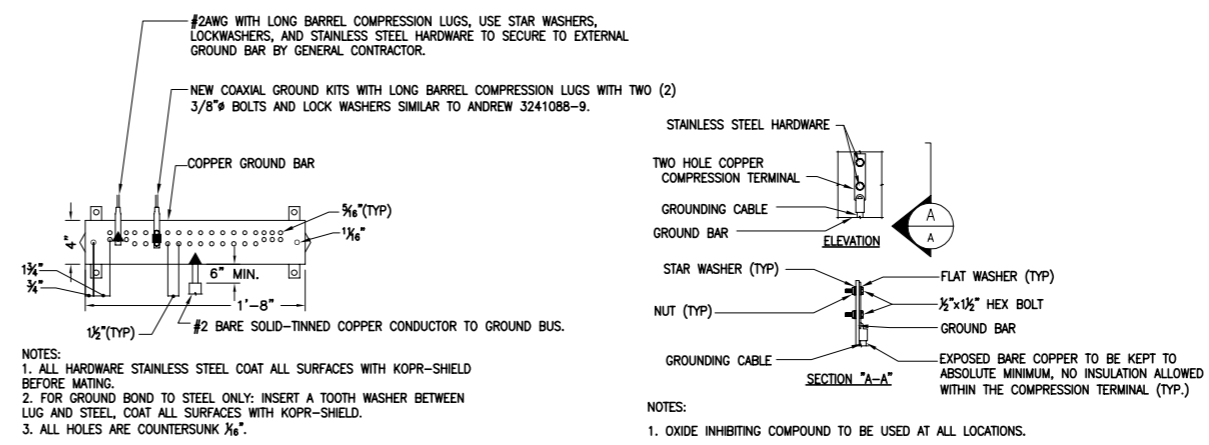 #2AWG WITH LONG BARREL COMPRESSION LUGS, USE STAR WASHERS,
LOCKWASHERS, AND STAINLESS STEEL HARDWARE TO SECURE TO EXTERNAL
GROUND BAR BY GENERAL CONTRACTOR.
NEW COAXIAL GROUND KITS WITH LONG BARREL COMPRESSION LUGS WITH TWO (2)
3/8"ø BOLTS AND LOCK WASHERS SIMILAR TO ANDREW 3241088-9.
COPPER GROUND BAR
5/16"(TYP)
1/16"
4"
1¾"
¾"
6" MIN.
1'-8"
1½"(TYP)
#2 BARE SOLID-TINNED COPPER CONDUCTOR TO GROUND BUS.
NOTES:
1. ALL HARDWARE STAINLESS STEEL COAT ALL SURFACES WITH KOPR-SHIELD
BEFORE MATING.
2. FOR GROUND BOND TO STEEL ONLY: INSERT A TOOTH WASHER BETWEEN
LUG AND STEEL, COAT ALL SURFACES WITH KOPR-SHIELD.
3. ALL HOLES ARE COUNTERSUNK 1/16".
STAINLESS STEEL HARDWARE
TWO HOLE COPPER
COMPRESSION TERMINAL
GROUNDING CABLE
GROUND BAR
ELEVATION
A
A
STAR WASHER (TYP)
FLAT WASHER (TYP)
NUT (TYP)
½"x1½" HEX BOLT
GROUND BAR
GROUNDING CABLE
EXPOSED BARE COPPER TO BE KEPT TO
ABSOLUTE MINIMUM, NO INSULATION ALLOWED
WITHIN THE COMPRESSION TERMINAL (TYP.)
SECTION "A-A"
NOTES:
1. OXIDE INHIBITING COMPOUND TO BE USED AT ALL LOCATIONS.